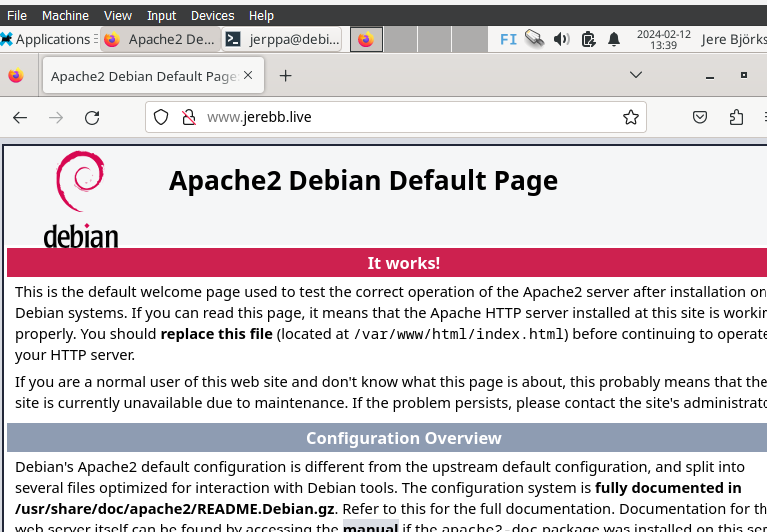 File Machine View Input Devices Help
Applications Apache2 De... jerppa@debi... FI 2024-02-12 Jere Björks
13:39
Apache2 Debian Default Page
www.jerebb.live
Apache2 Debian Default Page
debian
It works!
This is the default welcome page used to test the correct operation of the Apache2 server after installation on
Debian systems. If you can read this page, it means that the Apache HTTP server installed at this site is workin
properly. You should replace this file (located at /var/www/html/index.html) before continuing to operate
your HTTP server.
If you are a normal user of this web site and don't know what this page is about, this probably means that the
site is currently unavailable due to maintenance. If the problem persists, please contact the site's administrato
Configuration Overview
Debian's Apache2 default configuration is different from the upstream default configuration, and split into
several files optimized for interaction with Debian tools. The configuration system is fully documented in
/usr/share/doc/apache2/README.Debian.gz. Refer to this for the full documentation. Documentation for th
web server itself can be found by accessing the manual if the apache2-doc package was installed on this ser